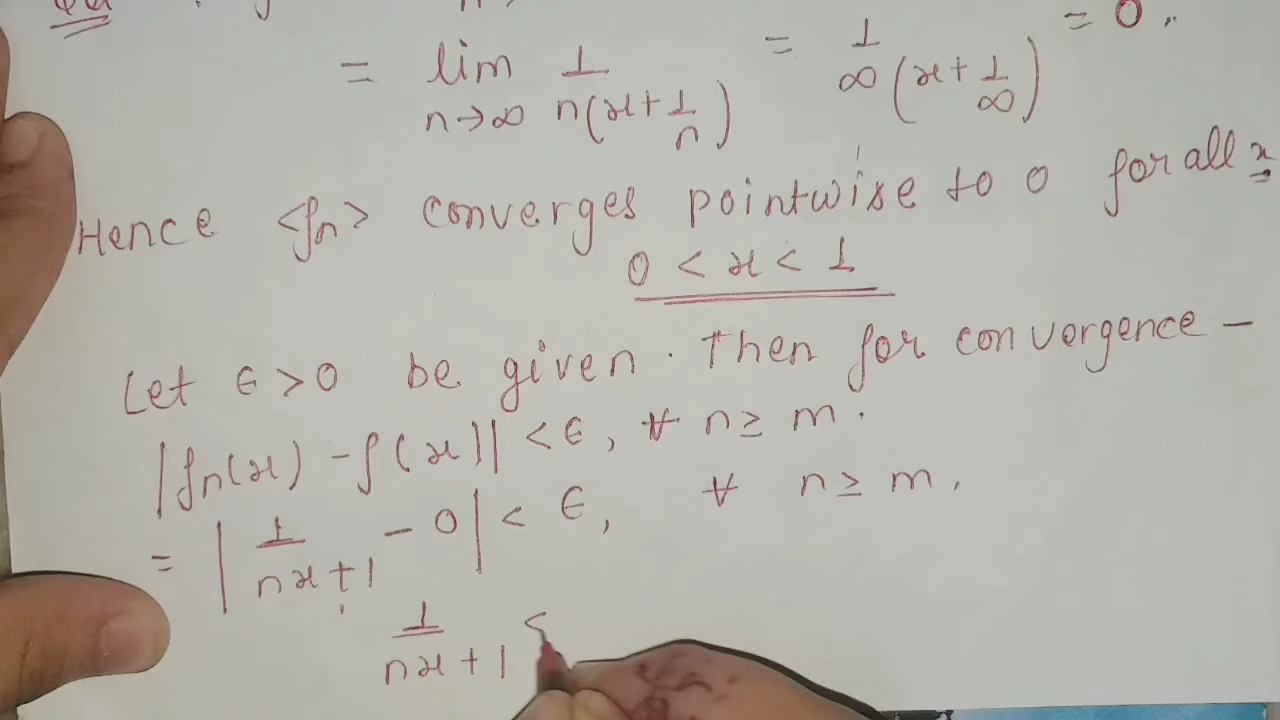 = lim n→∞ 1/n(x+1/n) = 1/∞(x+1/∞) = 0.
Hence <fn> converges pointwise to 0 for all x
0 < x < 1
Let ϵ>0 be given. Then for convergence –
|fn(x) - f(x)| < ϵ, ∀ n≥ m.
= |1/nx+1 - 0| < ϵ, ∀ n≥ m.
1/nx+1 <